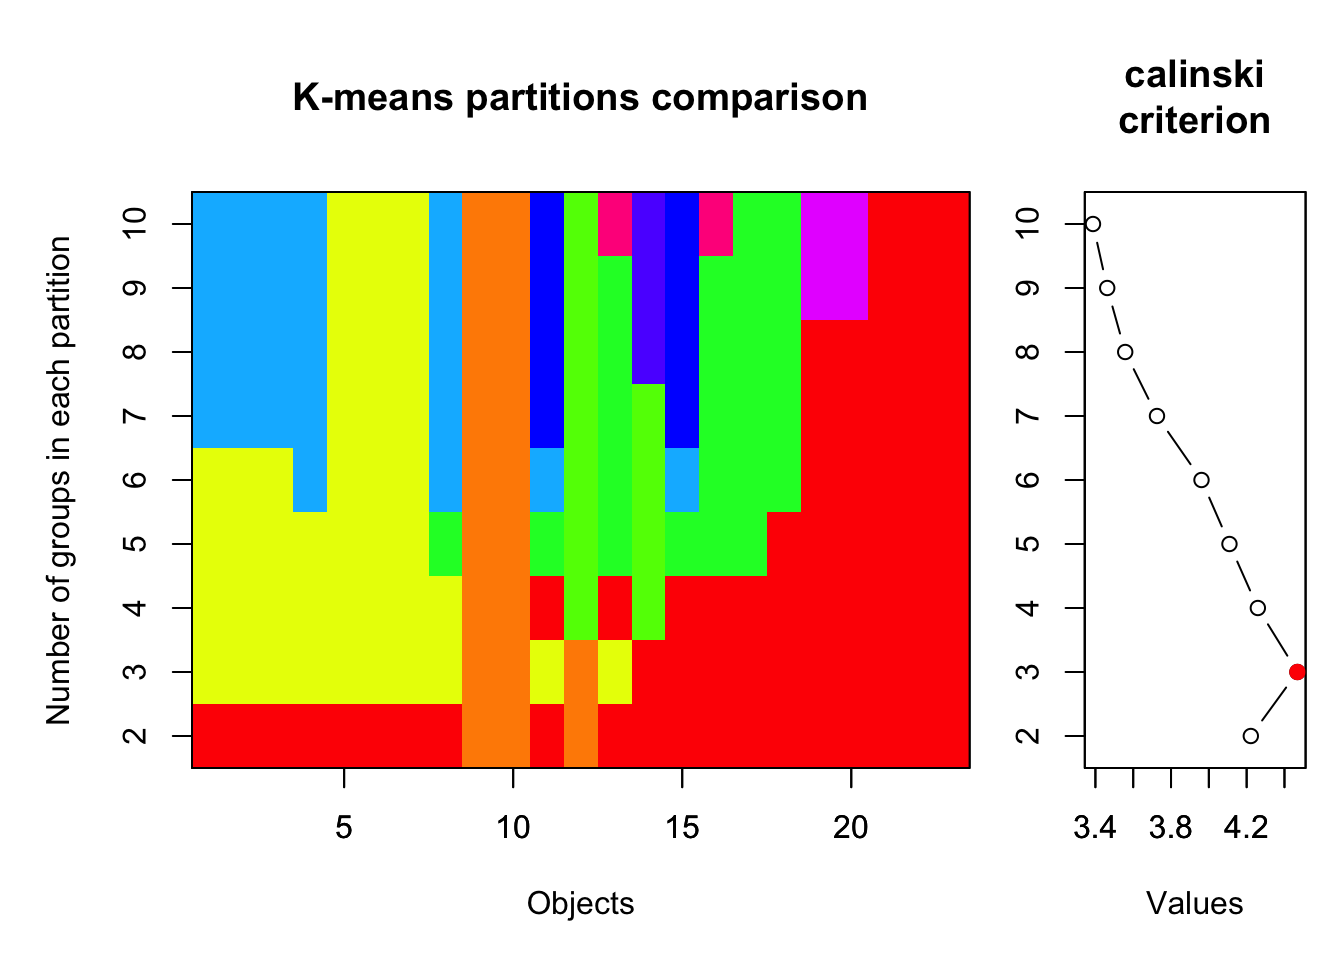 K-means partitions comparison
calinski
criterion
Number of groups in each partition
10
9
8
7
6
5
4
3
2
5 10 15 20
Objects
10
9
8
7
6
5
4
3
2
3.4 3.8 4.2
Values